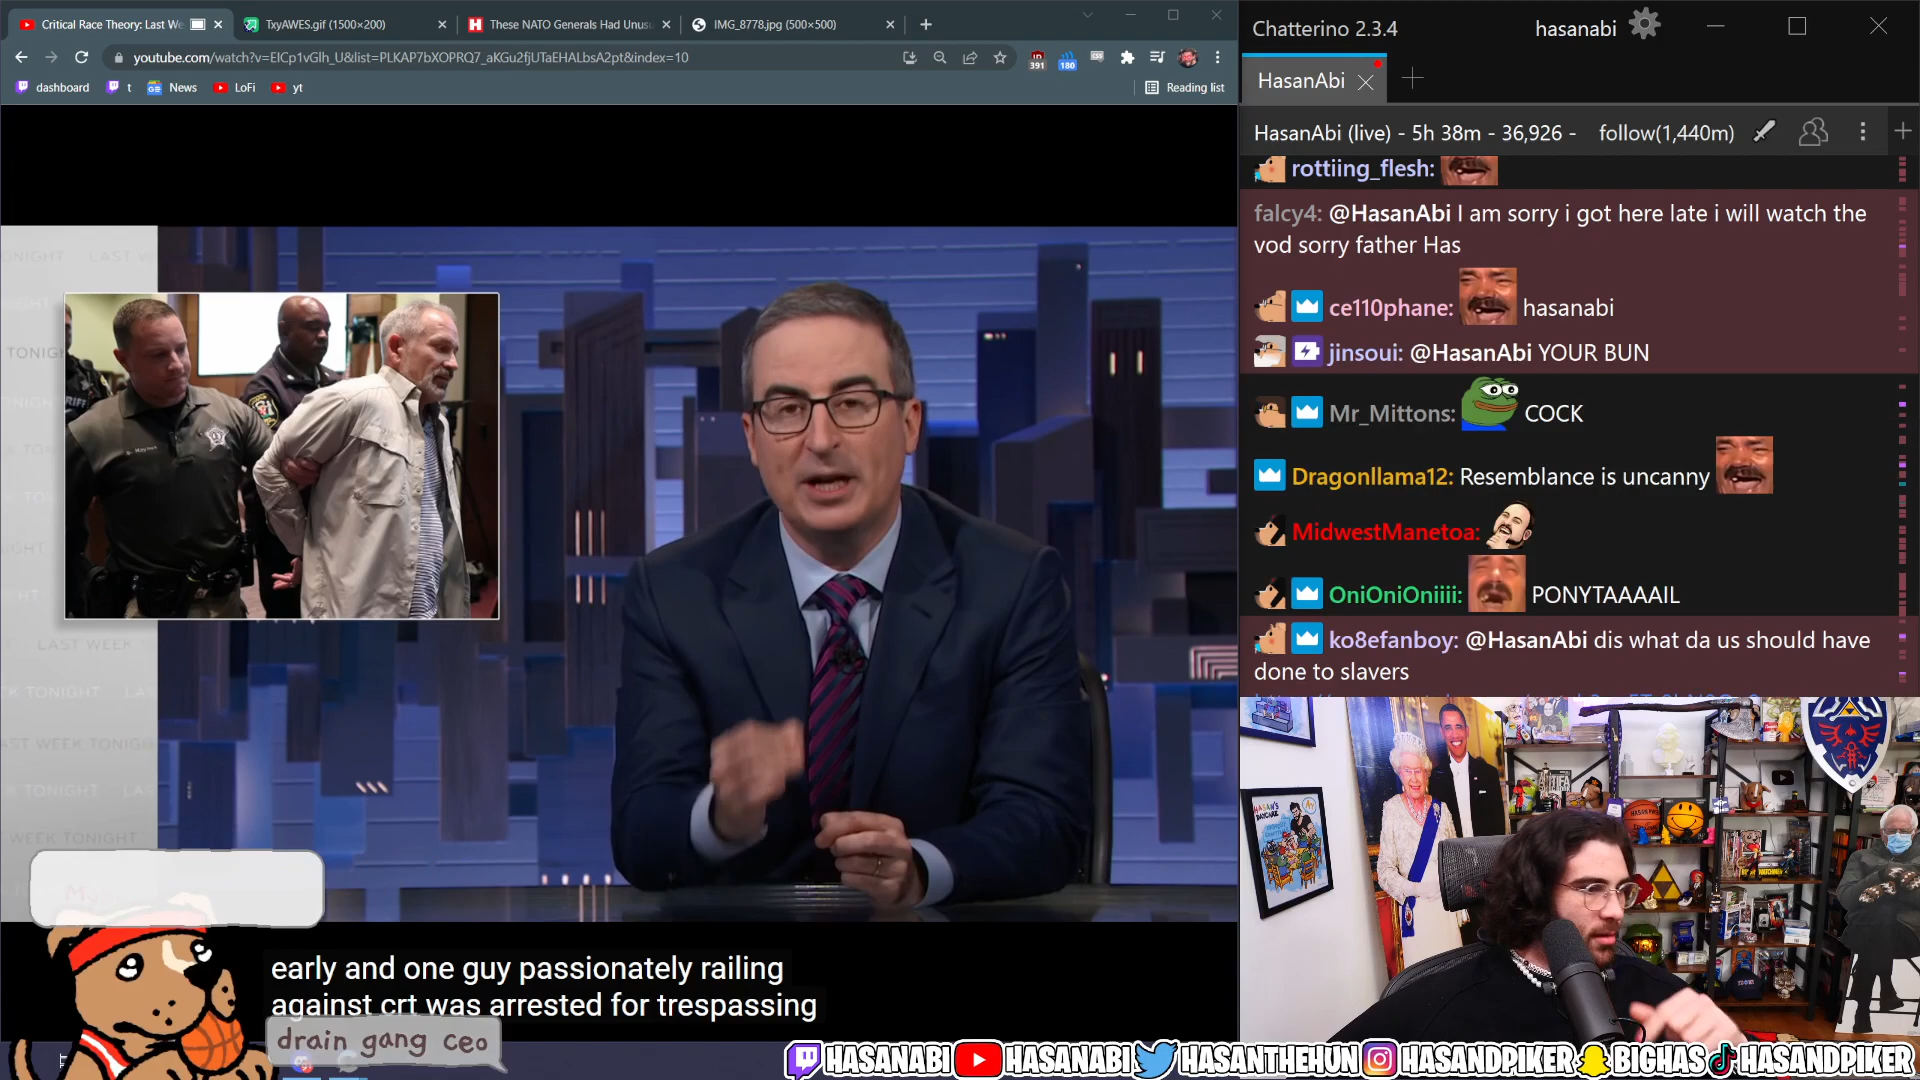 Critical Race Theory: Last We
TxyAWES.gif (1500×200)
These NATO Generals Had Unusu
IMG_8778.jpg (500×500)
youtube.com/watch?v=EICp1vGlh_U&list=PLKAP7bXOPRQ7_aKGu2fjUTaEHALbsA2pt&index=10
391
180
dashboard
t
News
LoFi
yt
Reading list
LAST WEEK
early and one guy passionately railing
against crt was arrested for trespassing
drain gang ceo
Chatterino 2.3.4
hasanabi
HasanAbi
HasanAbi (live) - 5h 38m - 36,926 - follow(1,440m)
rottiing_flesh:
falcy4: @HasanAbi I am sorry i got here late i will watch the
vod sorry father Has
ce110phane: hasanabi
jinsoui: @HasanAbi YOUR BUN
Mr_Mittons: COCK
Dragonllama12: Resemblance is uncanny
MidwestManetoa:
OniOniOniiii: PONYTAAAAIL
ko8efanboy: @HasanAbi dis what da us should have
done to slavers
HASANABI HASANABI HASANTHEHUN HASANDPIKER BIGHAS HASANDPIKER